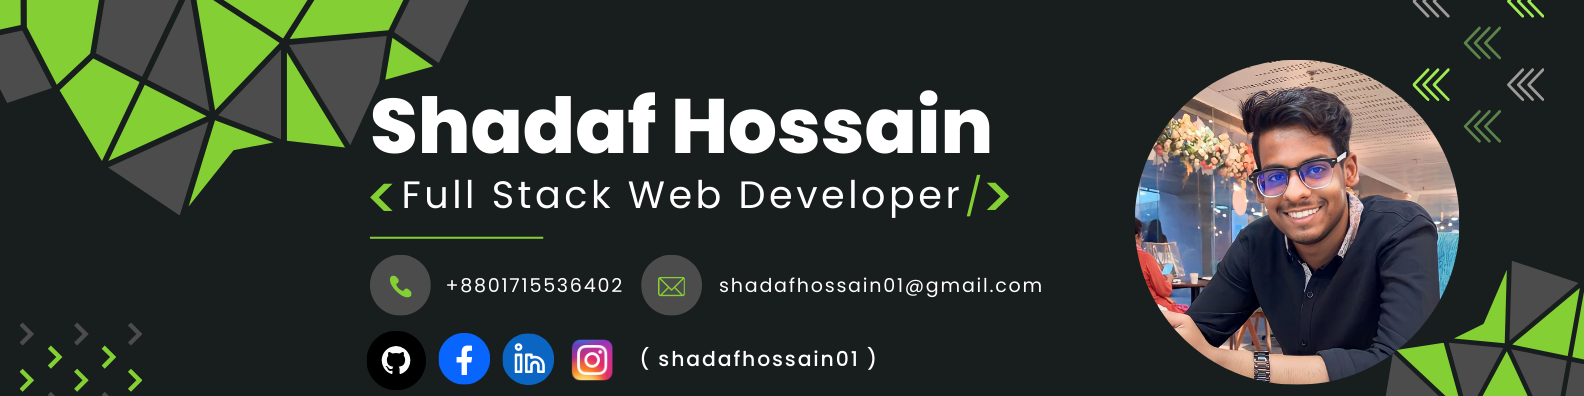 Shadaf Hossain
<Full Stack Web Developer/>
+8801715536402 shadafhossain01@gmail.com
( shadafhossain01 )